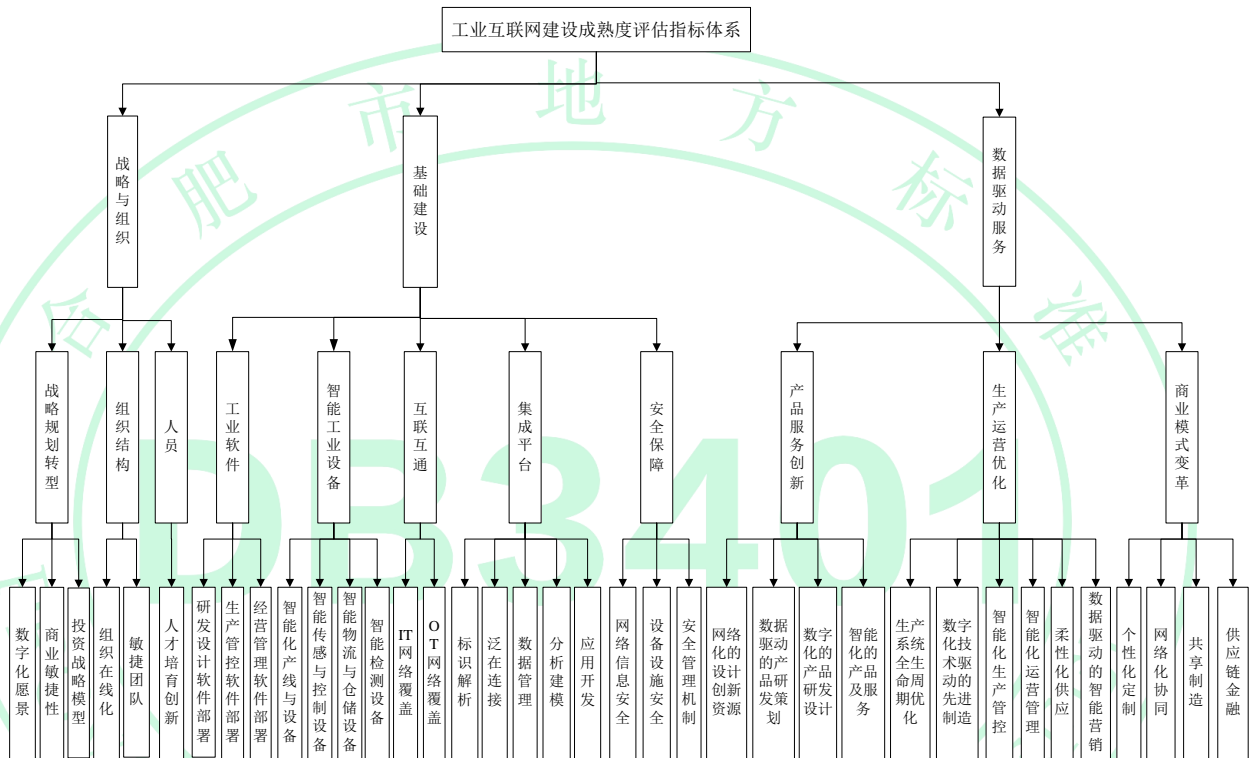 工业互联网建设成熟度评估指标体系
战略与组织
基础建设
数据驱动服务
战略规划转型
组织结构
人员
工业软件
智能工业设备
互联互通
集成平台
安全保障
产品服务创新
生产运营优化
商业模式变革
数字化愿景
商业敏捷性
投资战略模型
组织在线化
敏捷团队
人才培育创新
研发设计软件部署
生产管控软件部署
经营管理软件部署
智能化产线与设备
智能传感与控制设备
智能物流与仓储设备
智能检测设备
IT网络覆盖
OT网络覆盖
标识解析
泛在连接
数据管理
分析建模
应用开发
网络信息安全
设备设施安全
安全管理机制
网络化的设计创新资源
数据驱动的产品研发策划
数字化的产品研发设计
智能化的产品及服务
生产系统全生命周期优化
数字化技术驱动的先进制造
智能化生产管控
智能化运营管理
柔性化供应
数据驱动的智能营销
个性化定制
网络化协同
共享制造
供应链金融
合肥市地方标准
DB3401